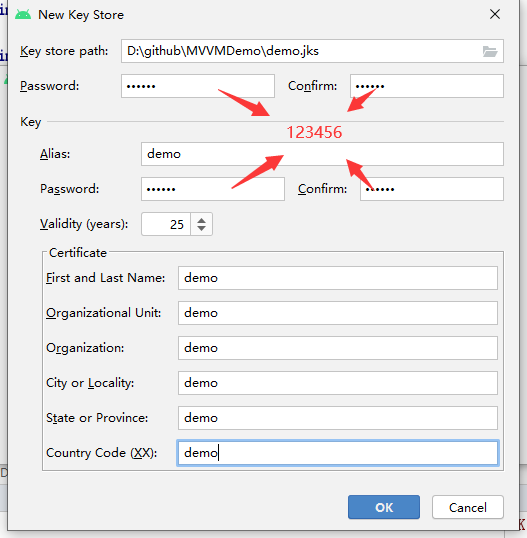 New Key Store
Key store path: D:\github\MVVMDemo\demo.jks
Password: •••••• Confirm: ••••••
Key
123456
Alias: demo
Password: •••••• Confirm: ••••••
Validity (years): 25
Certificate
First and Last Name: demo
Organizational Unit: demo
Organization: demo
City or Locality: demo
State or Province: demo
Country Code (XX): demo
OK Cancel